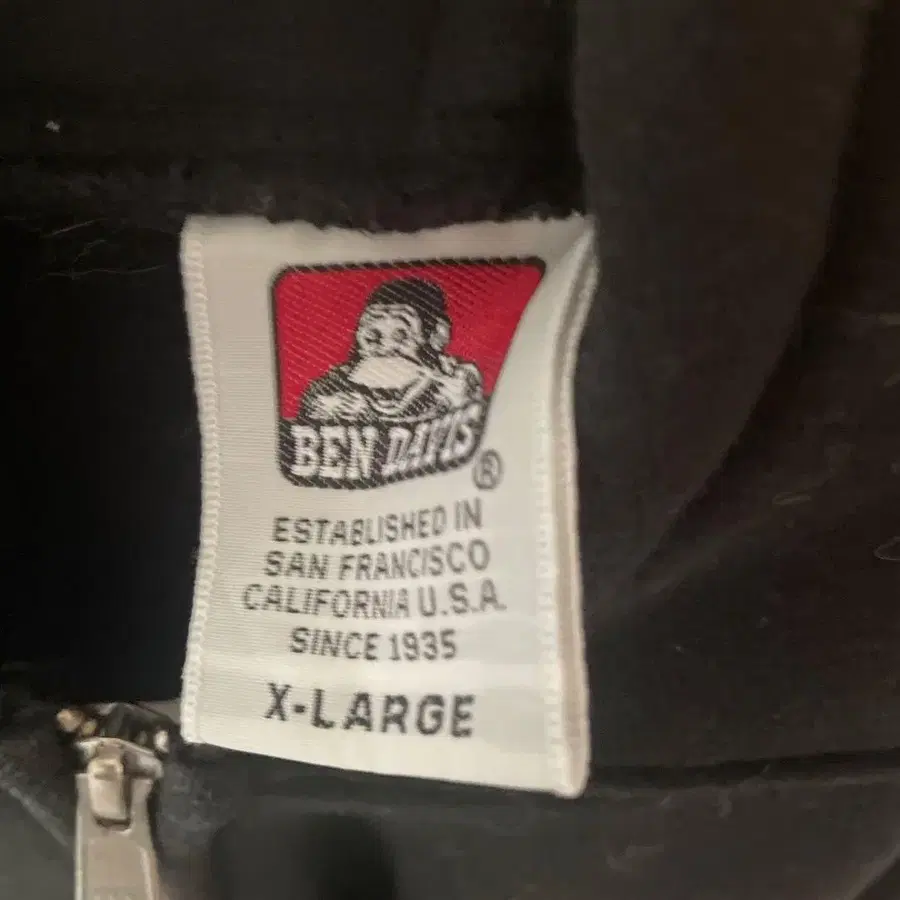 BEN DAVIS
®
ESTABLISHED IN
SAN FRANCISCO
CALIFORNIA U.S.A.
SINCE 1935
X-LARGE